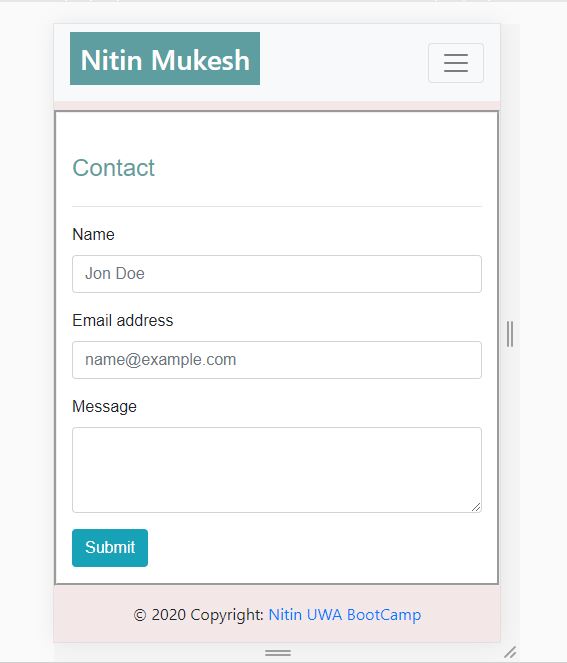 Nitin Mukesh
Contact
Name
Jon Doe
Email address
name@example.com
Message
Submit
© 2020 Copyright: Nitin UWA BootCamp